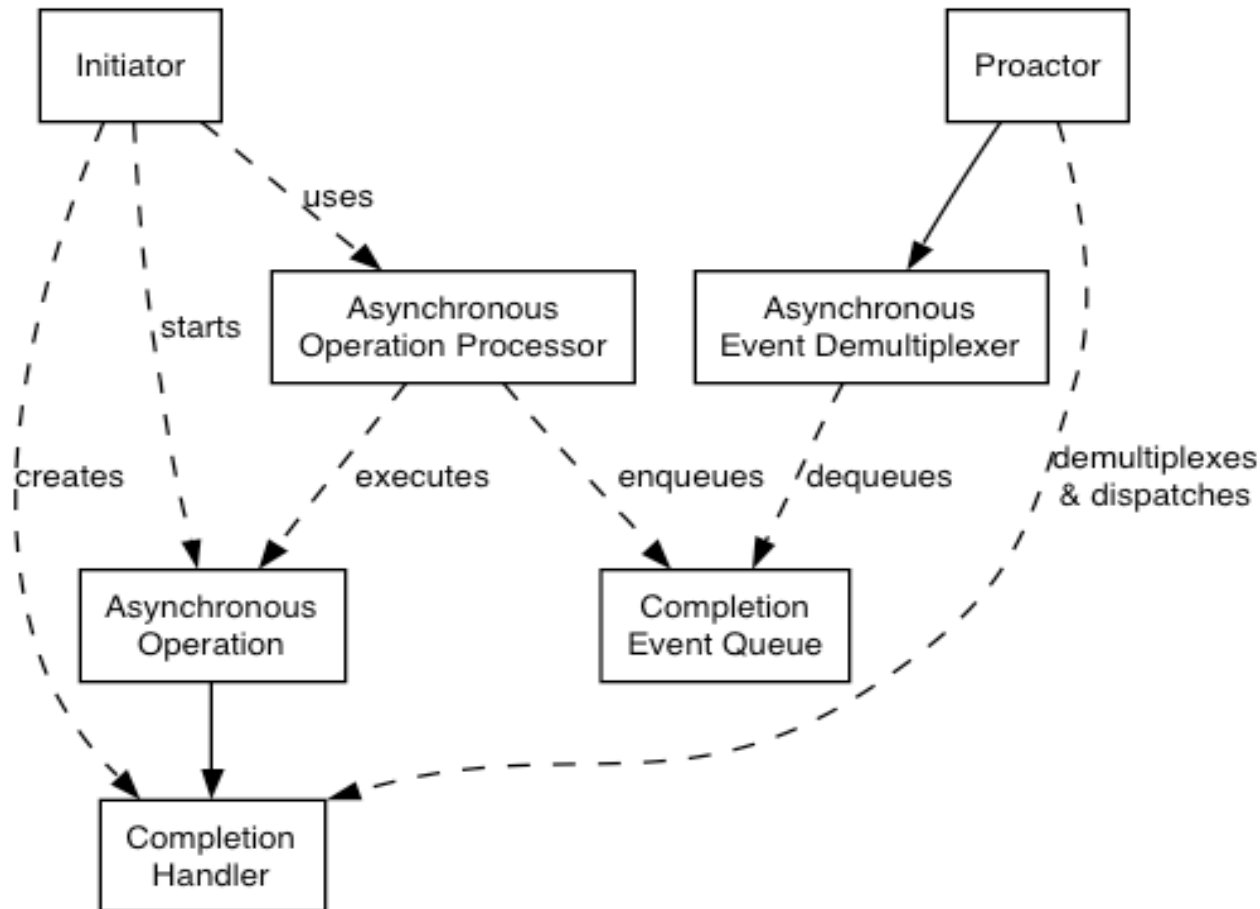 Initiator
Proactor
uses
Asynchronous
Operation Processor
Asynchronous
Event Demultiplexer
starts
creates
executes
enqueues
dequeues
demultiplexes
& dispatches
Asynchronous
Operation
Completion
Event Queue
Completion
Handler